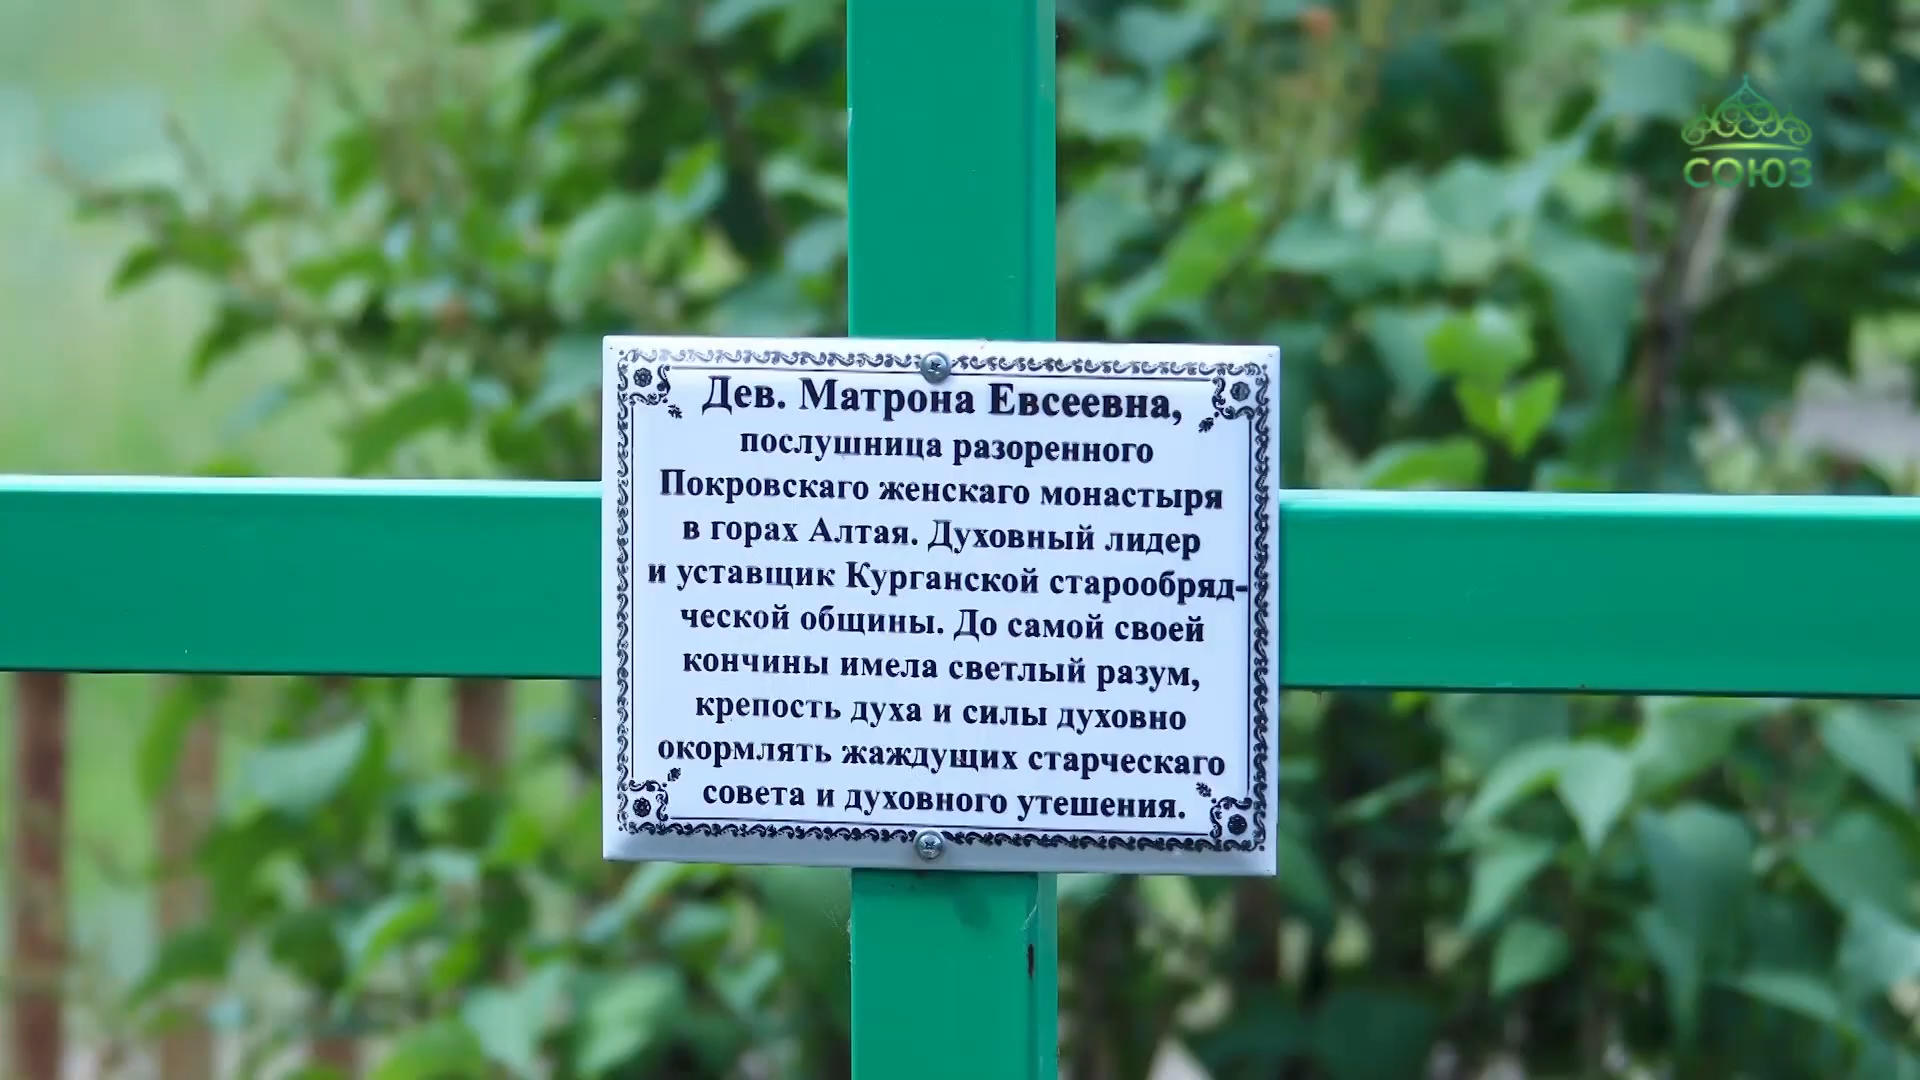 СОЮЗ
Дев. Матрона Евсеевна,
послушница разоренного
Покровскаго женскаго монастыря
в горах Алтая. Духовный лидер
и уставщик Курганской старообряд-
ческой общины. До самой своей
кончины имела светлый разум,
крепость духа и силы духовно
окормлять жаждущих старческаго
совета и духовного утешения.